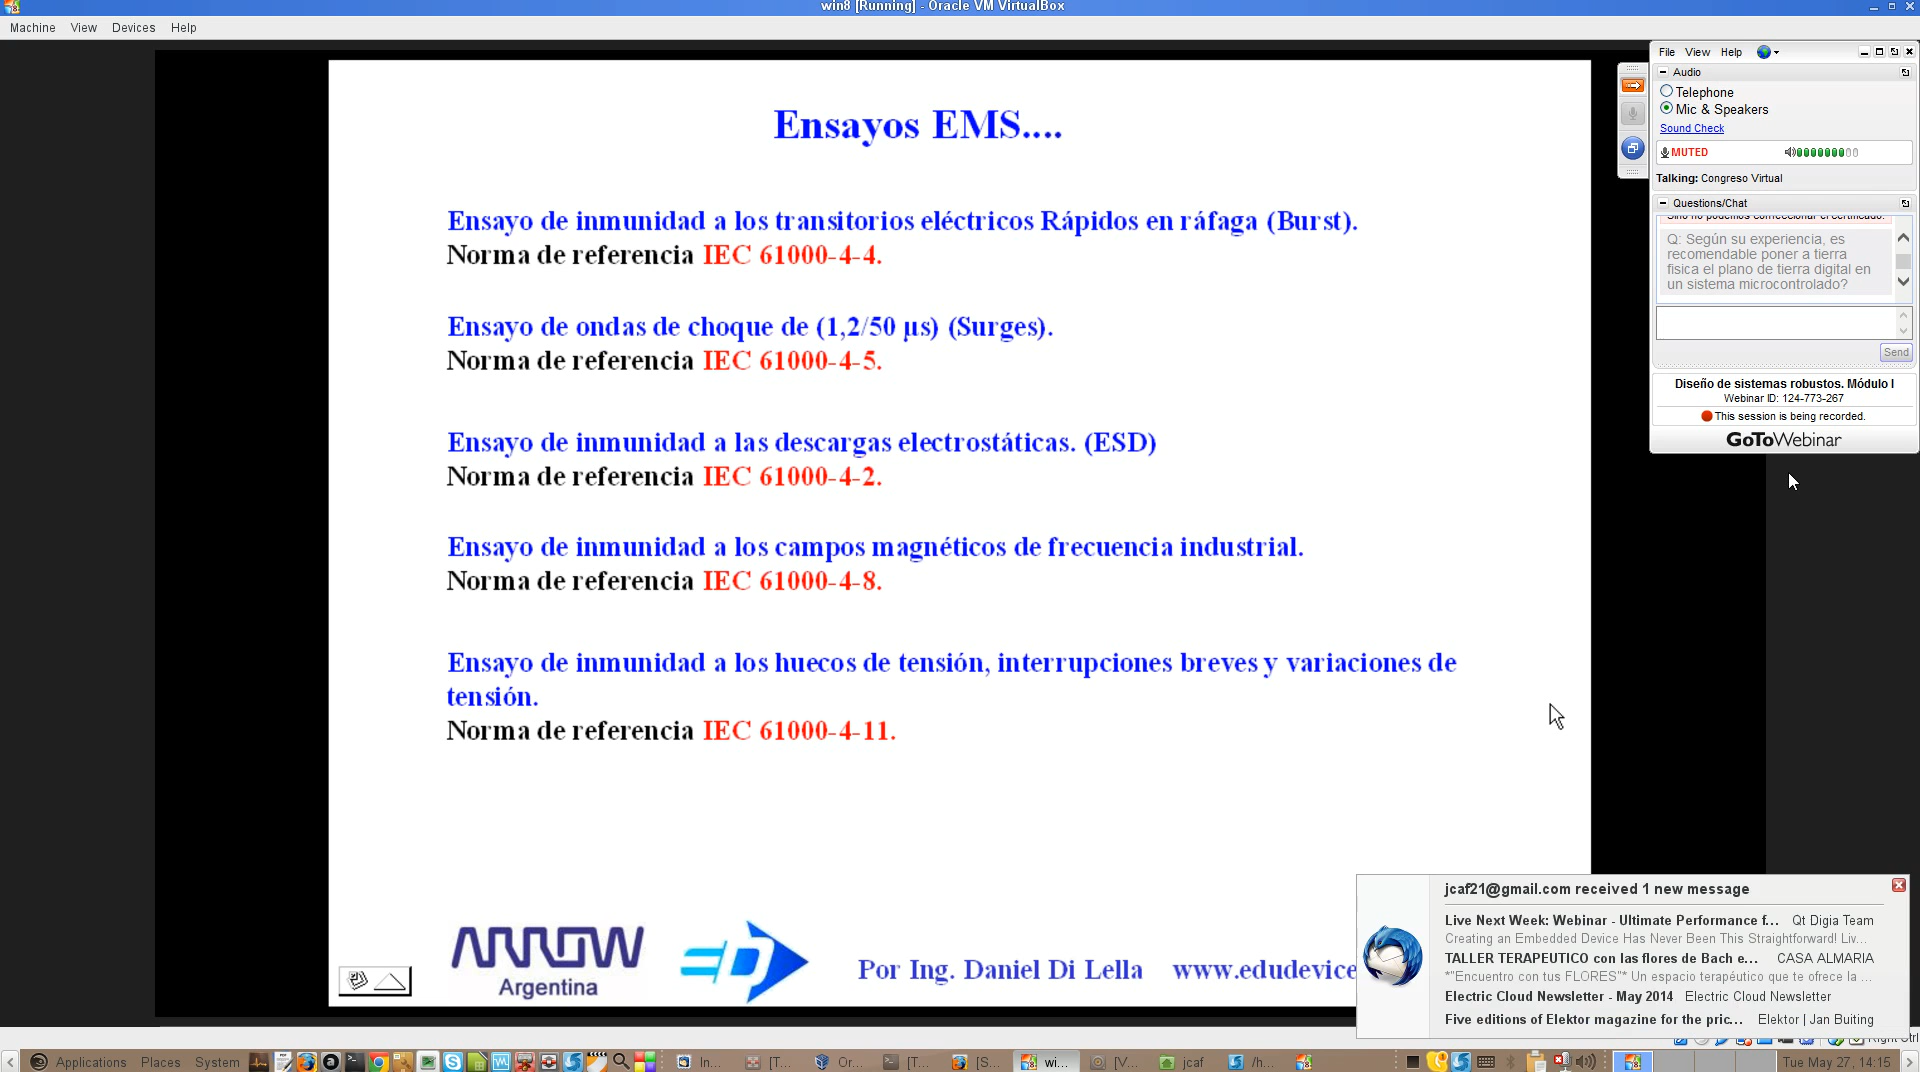 win8 [Running] - Oracle VM VirtualBox
Machine View Devices Help
Ensayos EMS....
Ensayo de inmunidad a los transitorios eléctricos Rápidos en ráfaga (Burst).
Norma de referencia IEC 61000-4-4.
Ensayo de ondas de choque de (1,2/50 µs) (Surges).
Norma de referencia IEC 61000-4-5.
Ensayo de inmunidad a las descargas electrostáticas. (ESD)
Norma de referencia IEC 61000-4-2.
Ensayo de inmunidad a los campos magnéticos de frecuencia industrial.
Norma de referencia IEC 61000-4-8.
Ensayo de inmunidad a los huecos de tensión, interrupciones breves y variaciones de
tensión.
Norma de referencia IEC 61000-4-11.
ARROW
Argentina
Por Ing. Daniel Di Lella www.edudevice
File View Help
Audio
Telephone
Mic & Speakers
Sound Check
MUTED
Talking: Congreso Virtual
Questions/Chat
Q: Según su experiencia, es
recomendable poner a tierra
fisica el plano de tierra digital en
un sistema microcontrolado?
Send
Diseño de sistemas robustos. Módulo I
Webinar ID: 124-773-267
This session is being recorded.
GoToWebinar
jcaf21@gmail.com received 1 new message
Live Next Week: Webinar - Ultimate Performance f... Qt Digia Team
Creating an Embedded Device Has Never Been This Straightforward! Liv...
TALLER TERAPEUTICO con las flores de Bach e... CASA ALMARIA
*"Encuentro con tus FLORES"* Un espacio terapéutico que te ofrece la ...
Electric Cloud Newsletter - May 2014 Electric Cloud Newsletter
Five editions of Elektor magazine for the pric... Elektor | Jan Buiting
Applications Places System In... [T... Or... [T... [S... wi... [V... jcaf /h... Tue May 27, 14:15